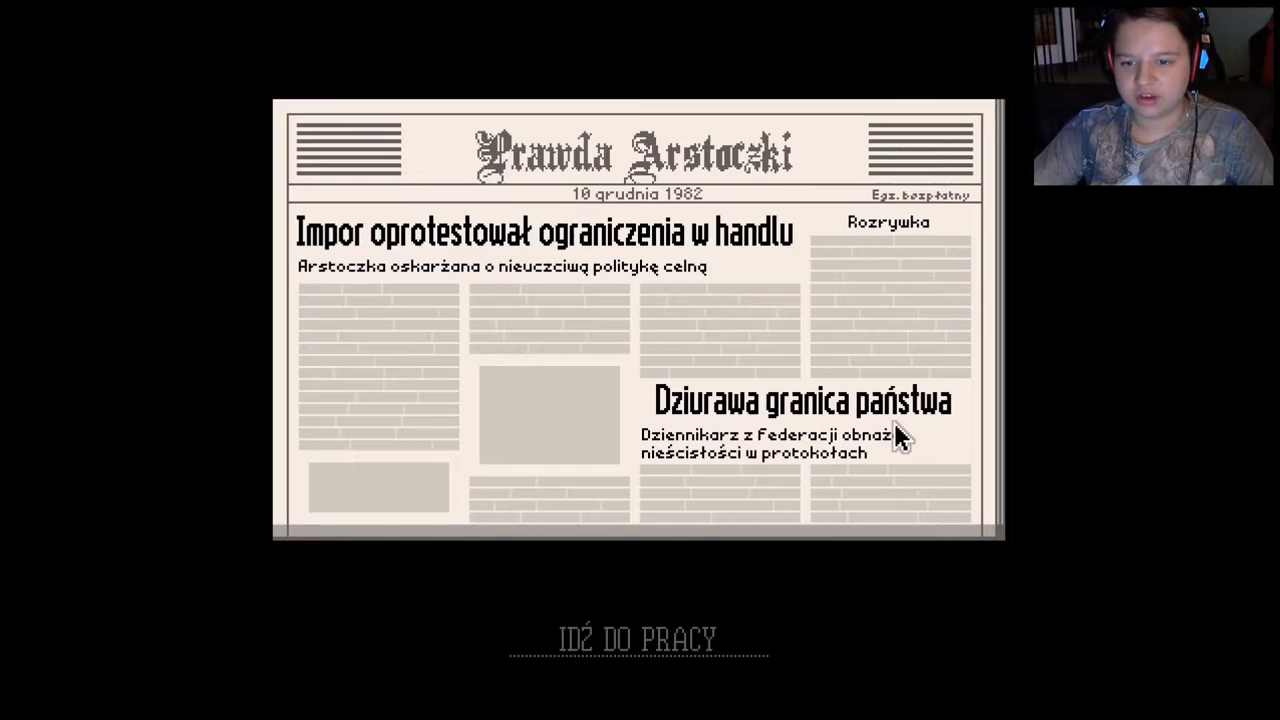 Prawda Arstoczki
10 grudnia 1982
Egz. bezpłatny
Impor oprotestował ograniczenia w handlu
Arstoczka oskarżana o nieuczciwą politykę celną
Rozrywka
Dziurawa granica państwa
Dziennikarz z Federacji obnaż
nieścisłości w protokołach
IDŹ DO PRACY